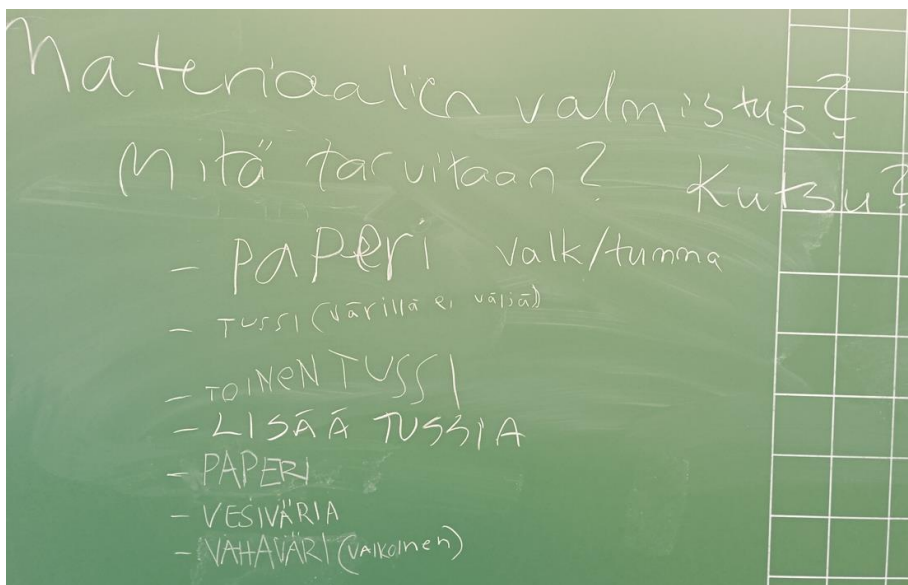 Materiaalien valmistus?
Mitä tarvitaan? Kutsu?
- PAPERi valk/tumma
- TUSSI (värillä ei väljä)
- TOINEN TUSSI
- LISÄÄ TUSSIA
- PAPERI
- VESIVÄRIA
- VAHAVÄRI (VAlKOinen)